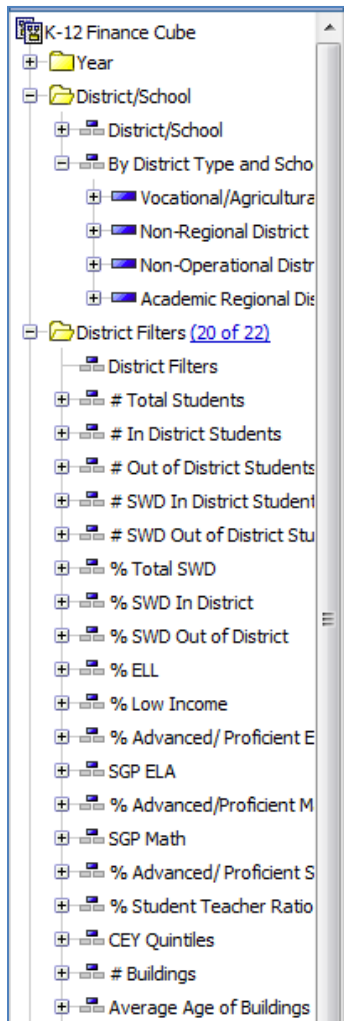 K-12 Finance Cube
Year
District/School
District/School
By District Type and Scho
Vocational/Agricultura
Non-Regional District
Non-Operational Distr
Academic Regional Dis
District Filters (20 of 22)
District Filters
# Total Students
# In District Students
# Out of District Students
# SWD In District Student
# SWD Out of District Stu
% Total SWD
% SWD In District
% SWD Out of District
% ELL
% Low Income
% Advanced/ Proficient E
SGP ELA
% Advanced/Proficient M
SGP Math
% Advanced/ Proficient S
% Student Teacher Ratio
CEY Quintiles
# Buildings
Average Age of Buildings